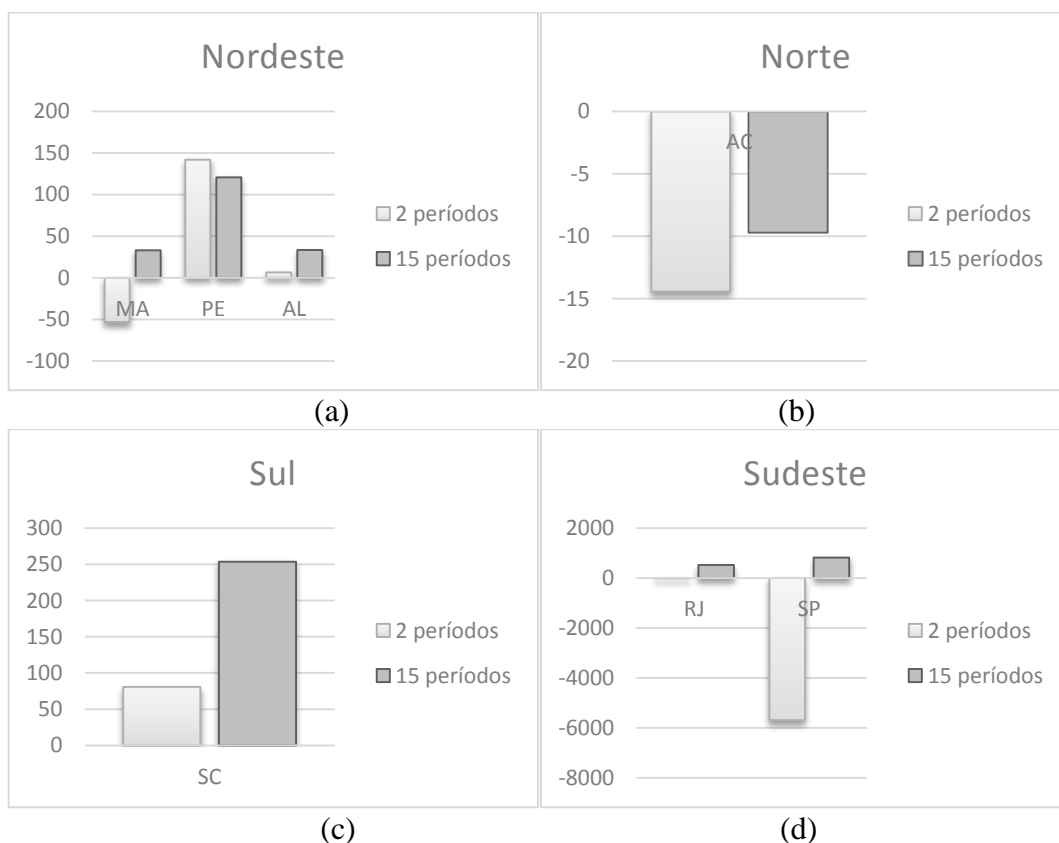 Nordeste
200
150
100
50
0
-50
-100
MA PE AL
2 períodos
15 períodos
(a)
Norte
0
-5
-10
-15
-20
AC
2 períodos
15 períodos
(b)
Sul
300
250
200
150
100
50
0
SC
2 períodos
15 períodos
(c)
Sudeste
2000
0
-2000
-4000
-6000
-8000
RJ SP
2 períodos
15 períodos
(d)